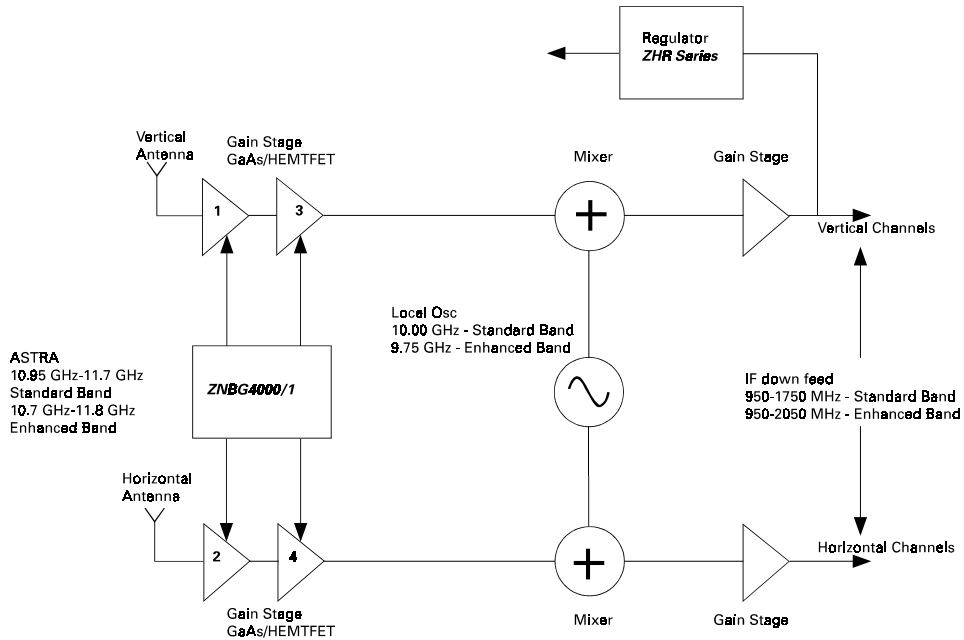 Regulator
ZHR Series
Vertical
Antenna
Gain Stage
GaAs/HEMTFET
Mixer
Gain Stage
1
3
+
Vertical Channels
Local Osc
10.00 GHz - Standard Band
9.75 GHz - Enhanced Band
ASTRA
10.95 GHz-11.7 GHz
Standard Band
10.7 GHz-11.8 GHz
Enhanced Band
ZNBG4000/1
IF down feed
950-1750 MHz - Standard Band
950-2050 MHz - Enhanced Band
Horizontal
Antenna
2
4
+
Horizontal Channels
Gain Stage
GaAs/HEMTFET
Mixer
Gain Stage